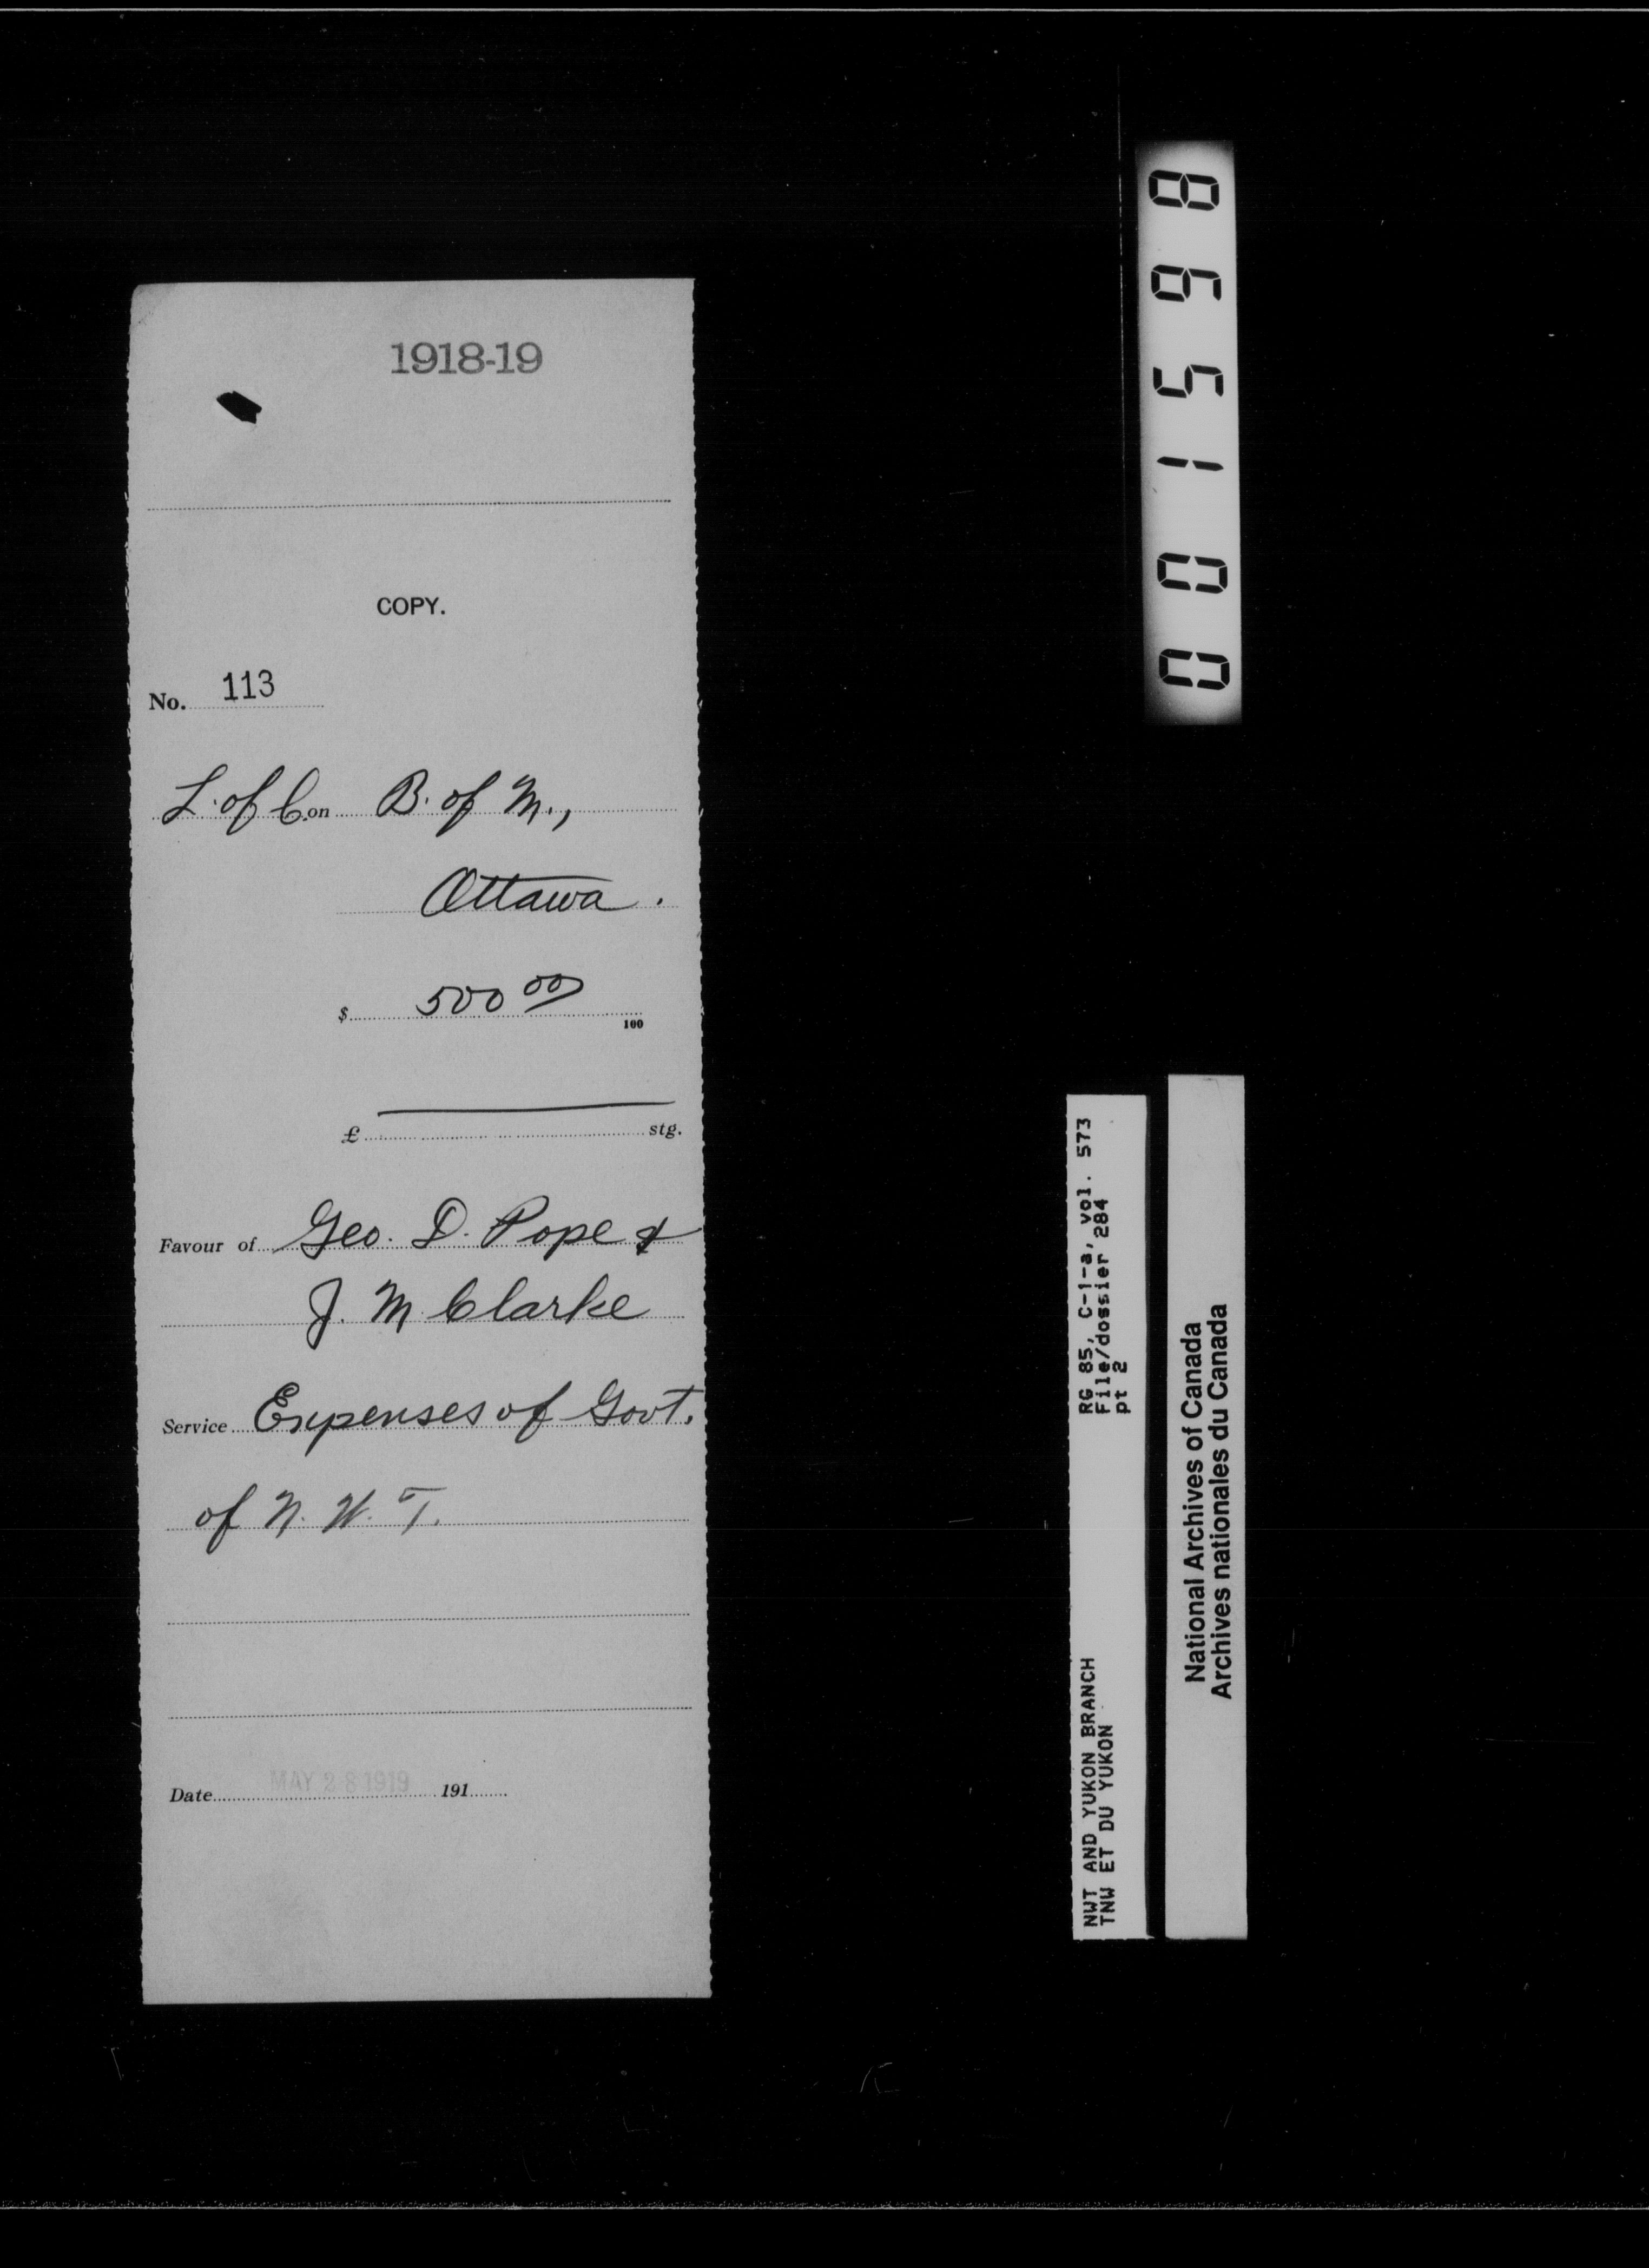 1918-19
COPY.
No. 113
L. of C. on B. of M.,
Ottawa.
$ 500 00
100
£ stg.
Favour of Geo. D. Pope &
J. M. Clarke
Service Expenses of Govt.
of N. W. T.
Date MAY 28 1919 191
001598
RG 85, C-1-a, vol. 573
File/dossier 284
pt 2
NWT AND YUKON BRANCH
TNW ET DU YUKON
National Archives of Canada
Archives nationales du Canada